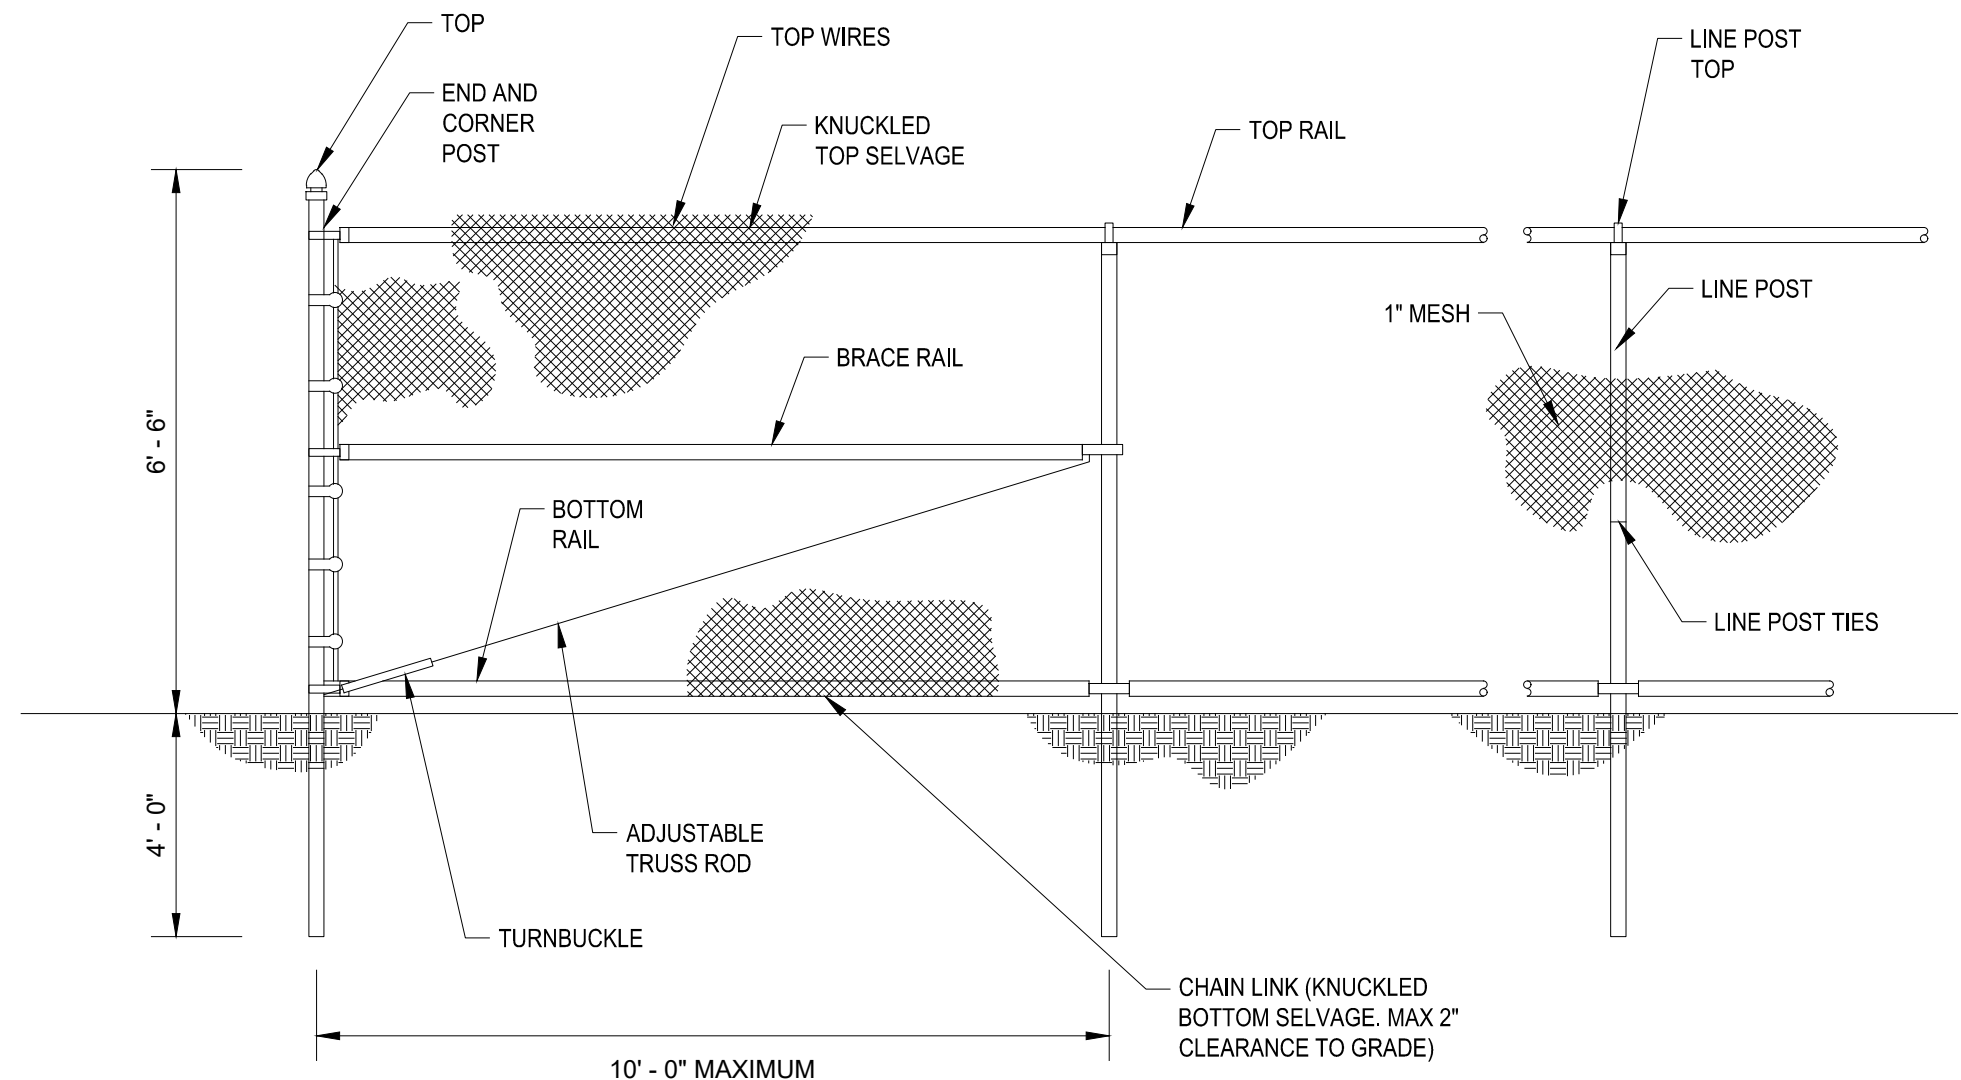 TOP
TOP WIRES
LINE POST
TOP
END AND
CORNER
POST
KNUCKLED
TOP SELVAGE
TOP RAIL
LINE POST
1" MESH
BRACE RAIL
6' - 6"
BOTTOM
RAIL
LINE POST TIES
4' - 0"
ADJUSTABLE
TRUSS ROD
TURNBUCKLE
CHAIN LINK (KNUCKLED
BOTTOM SELVAGE. MAX 2"
CLEARANCE TO GRADE)
10' - 0" MAXIMUM